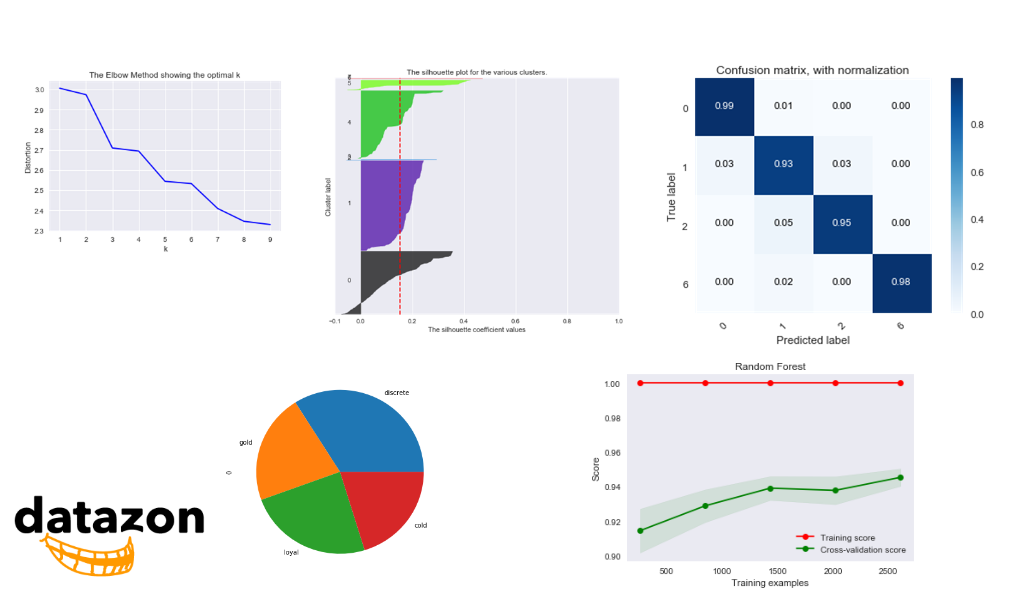 The Elbow Method showing the optimal k
3.0
2.9
2.8
2.7
2.6
2.5
2.4
2.3
Distortion
1 2 3 4 5 6 7 8 9
k
The silhouette plot for the various clusters.
4
1
0
Cluster label
−0.1 0.0 0.2 0.4 0.6 0.8 1.0
The silhouette coefficient values
Confusion matrix, with normalization
0 0.99 0.01 0.00 0.00
1 0.03 0.93 0.03 0.00
2 0.00 0.05 0.95 0.00
6 0.00 0.02 0.00 0.98
True label
0 1 2 6
Predicted label
0.8
0.6
0.4
0.2
0.0
discrete
gold
0
loyal
cold
datazon
Random Forest
1.00
0.98
0.96
0.94
0.92
0.90
Score
Training score
Cross-validation score
500 1000 1500 2000 2500
Training examples